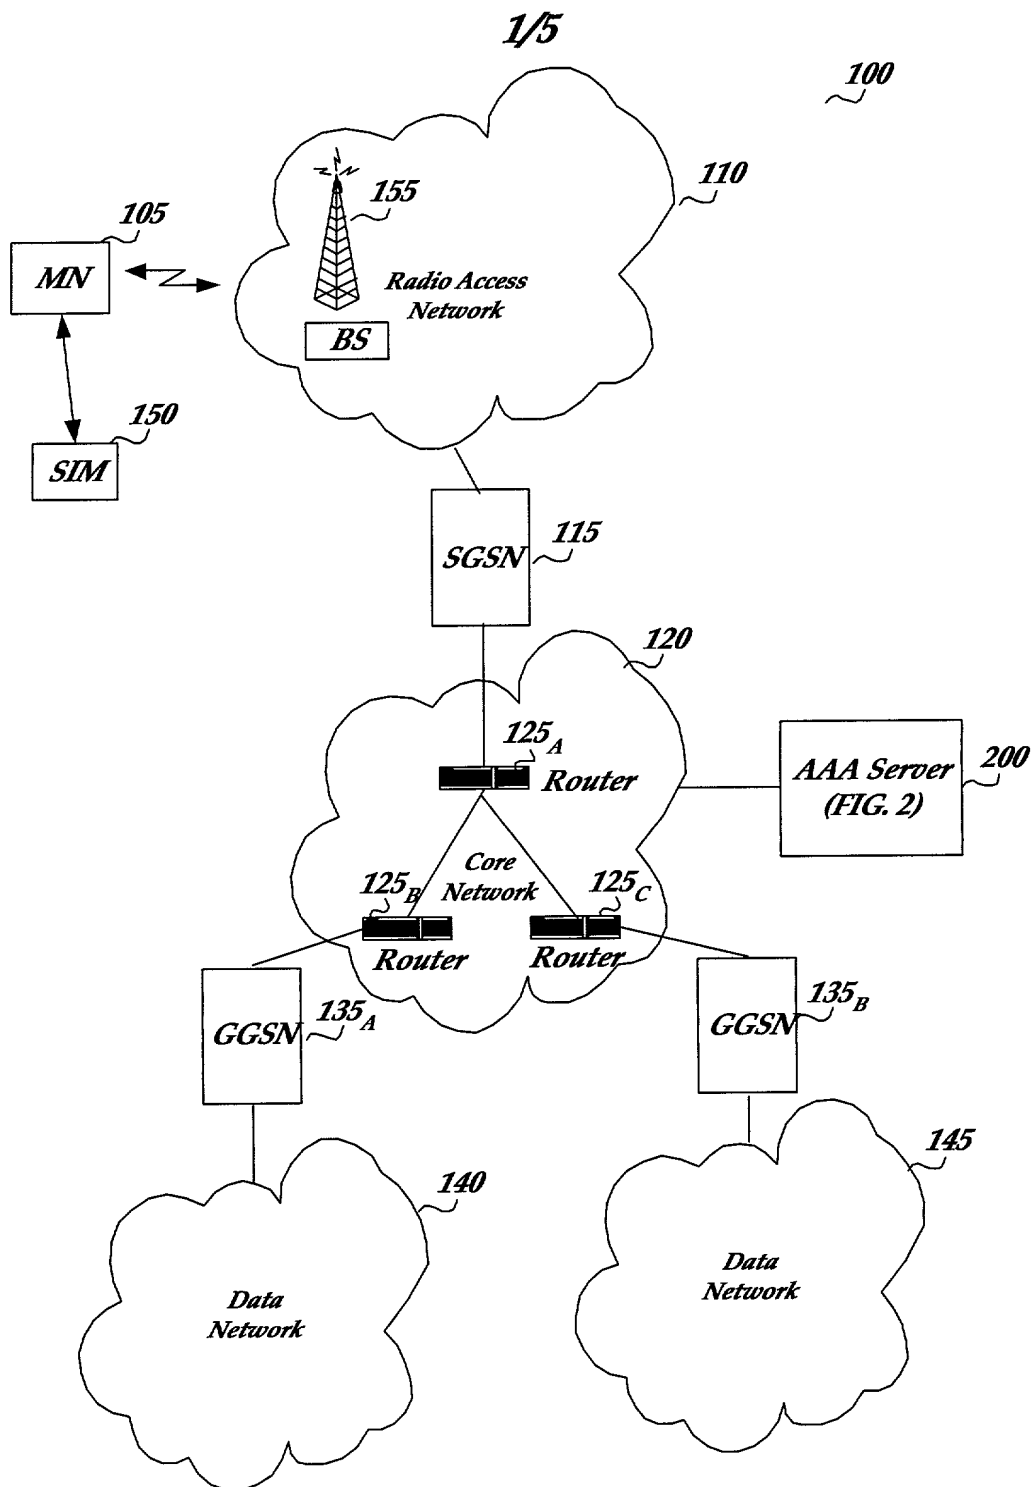 1/5
100
110
155
105
MN
Radio Access
Network
BS
150
SIM
SGSN
115
120
125A
Router
AAA Server
(FIG. 2)
200
Core
Network
125B
125C
Router
Router
GGSN
135A
GGSN
135B
140
145
Data
Network
Data
Network